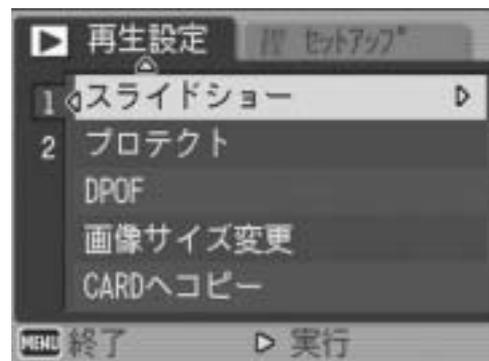 再生設定 セットアップ
1 スライドショー
2 プロテクト
DPOF
画像サイズ変更
CARDへコピー
MENU 終了 実行